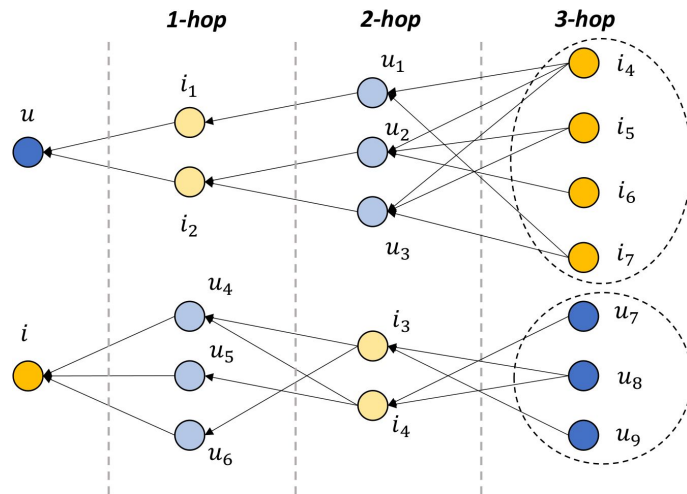 1-hop 2-hop 3-hop
u i₁ u₁ i₄
u₂ i₅
i₂ u₃ i₆
i₇
i u₄ i₃ u₇
u₅ u₈
u₆ i₄ u₉